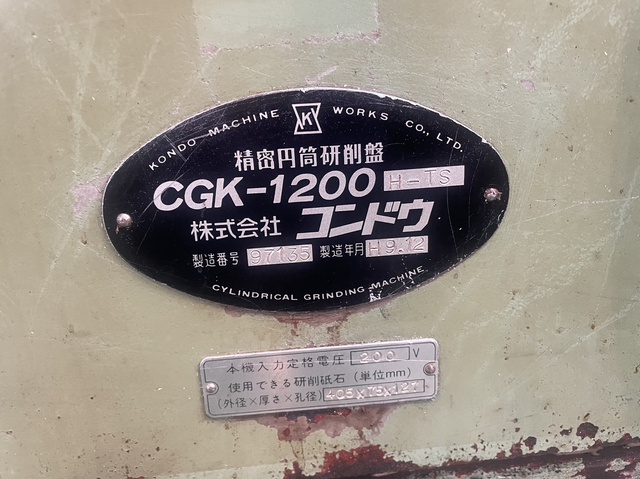 KONDO MACHINE K WORKS CO., LTD.
精密円筒研削盤
CGK-1200 H-TS
株式会社 コンドウ
製造番号 97135 製造年月 H9.12
CYLINDRICAL GRINDING MACHINE
本機入力定格電圧 200 V
使用できる研削砥石(単位mm)
(外径×厚さ×孔径) 405×75×127